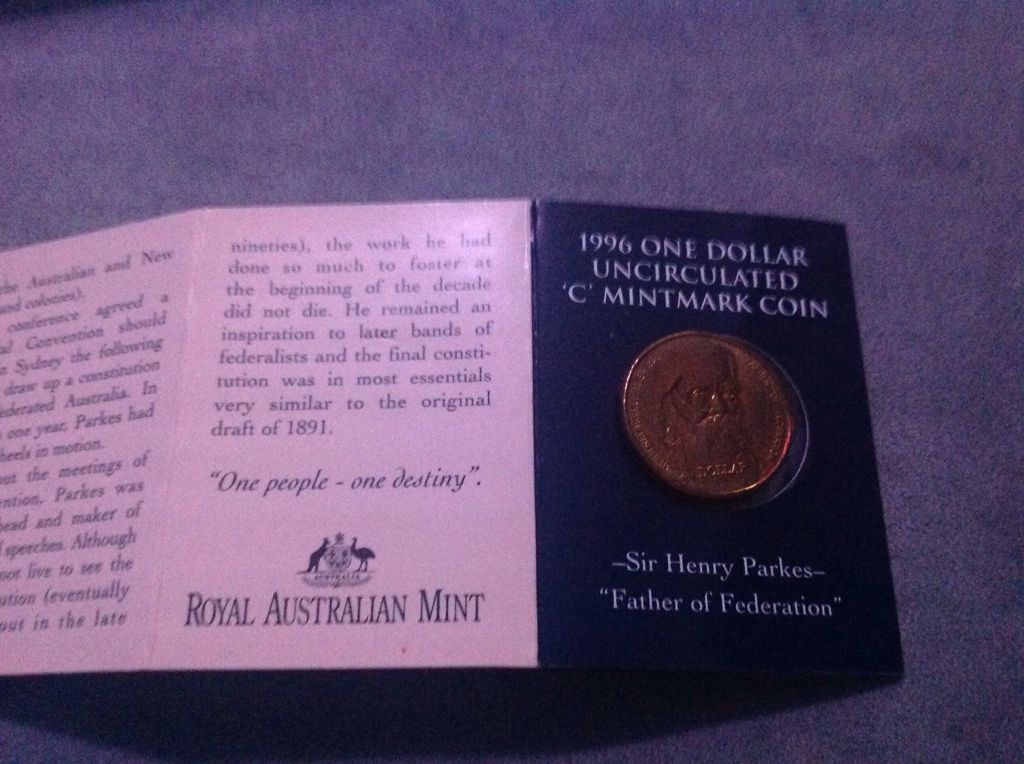 the Australian and New
and colonies).
conference agreed a
Convention should
Sydney the following
draw up a constitution
federated Australia. In
one year, Parkes had
wheels in motion.
the meetings of
Parkes was
head and maker of
speeches. Although
not live to see the
(eventually
out in the late
nineties), the work he had
done so much to foster at
the beginning of the decade
did not die. He remained an
inspiration to later bands of
federalists and the final consti-
tution was in most essentials
very similar to the original
draft of 1891.
"One people - one destiny".
AUSTRALIA
ROYAL AUSTRALIAN MINT
1996 ONE DOLLAR
UNCIRCULATED
'C' MINTMARK COIN
DOLLAR
–Sir Henry Parkes–
"Father of Federation"